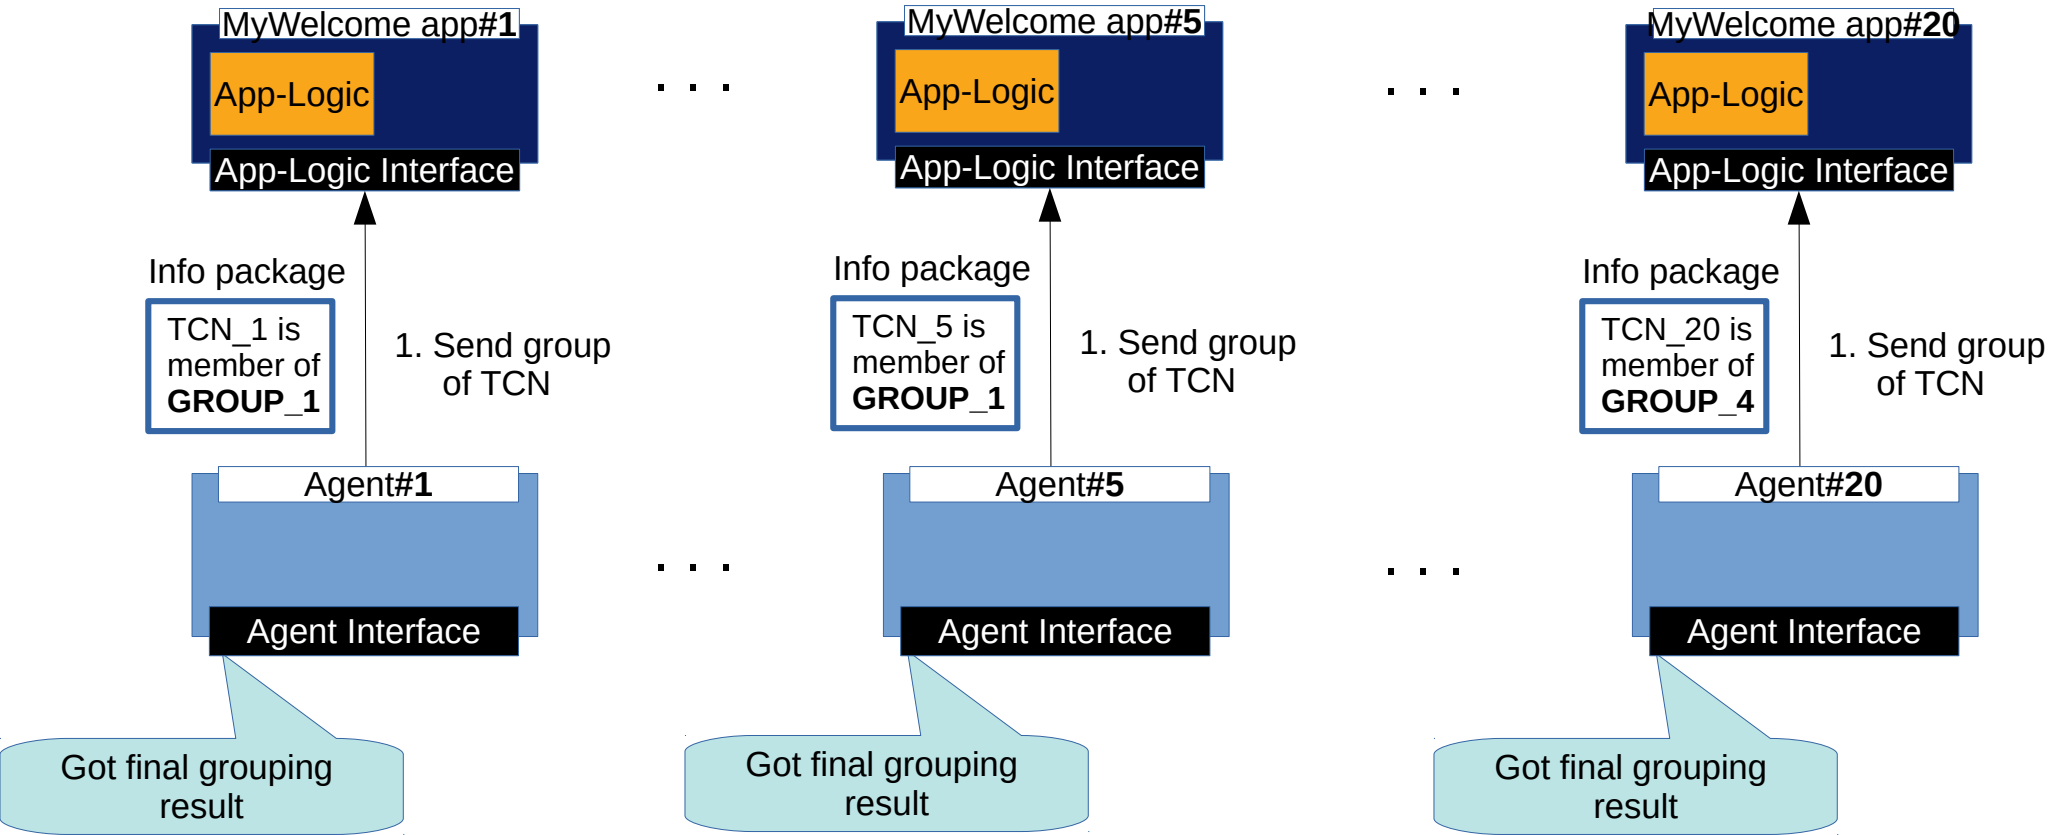 MyWelcome app#1
App-Logic
App-Logic Interface
Info package
TCN_1 is
member of
GROUP_1
1. Send group
of TCN
Agent#1
Agent Interface
Got final grouping
result
. . .
. . .
MyWelcome app#5
App-Logic
App-Logic Interface
Info package
TCN_5 is
member of
GROUP_1
1. Send group
of TCN
Agent#5
Agent Interface
Got final grouping
result
. . .
. . .
MyWelcome app#20
App-Logic
App-Logic Interface
Info package
TCN_20 is
member of
GROUP_4
1. Send group
of TCN
Agent#20
Agent Interface
Got final grouping
result